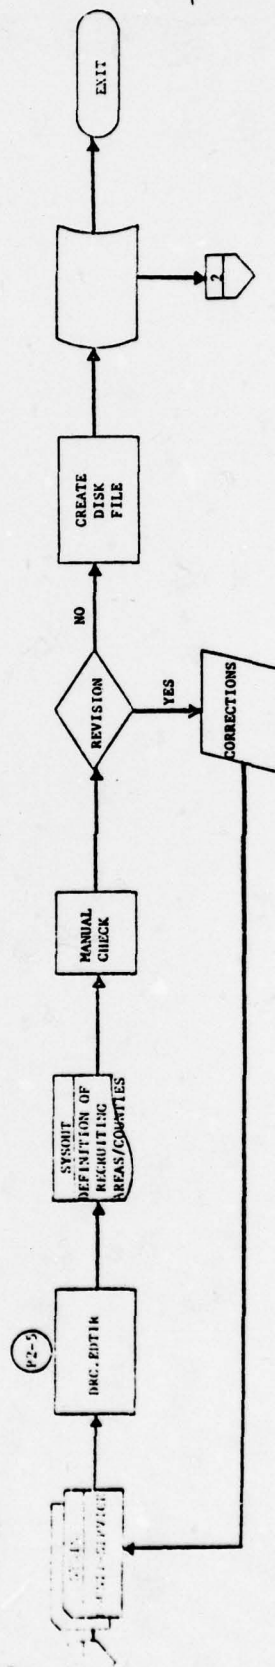 P2-5
DRC.EDTIR
SYSOUT
DEFINITION OF
RECRUITING
AREAS/COUNTIES
MANUAL
CHECK
REVISION
NO
YES
CORRECTIONS
CREATE
DISK
FILE
2
EXIT